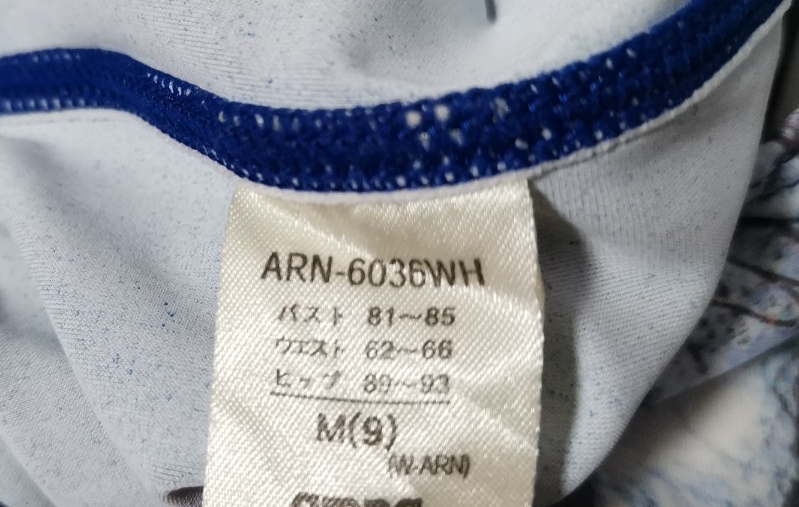 ARN-6036WH
バスト 81～85
ウエスト 62～66
ヒップ 89～93
M(9)
(W-ARN)
arena